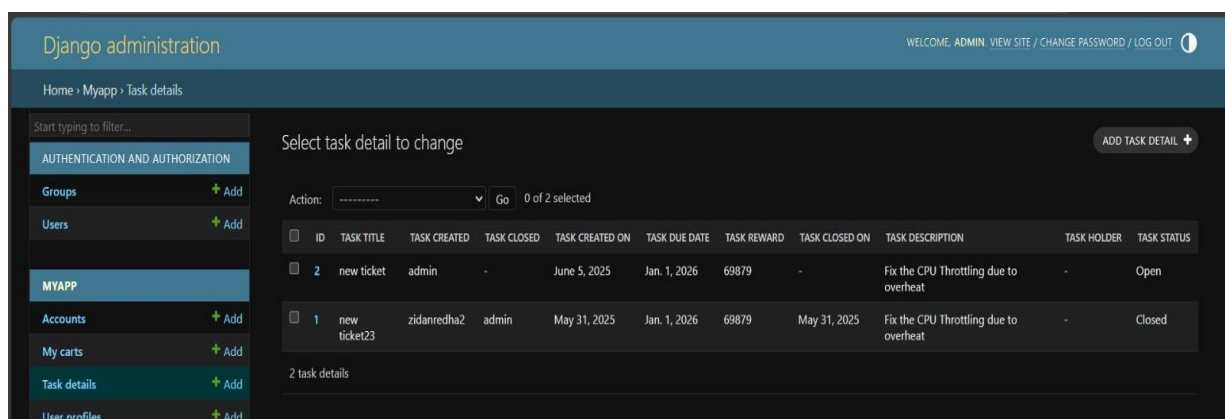 Django administration
WELCOME, ADMIN. VIEW SITE / CHANGE PASSWORD / LOG OUT
Home › Myapp › Task details
Start typing to filter...
AUTHENTICATION AND AUTHORIZATION
Groups + Add
Users + Add
MYAPP
Accounts + Add
My carts + Add
Task details + Add
User profiles + Add
Select task detail to change
ADD TASK DETAIL +
Action: --------- Go 0 of 2 selected
ID TASK TITLE TASK CREATED TASK CLOSED TASK CREATED ON TASK DUE DATE TASK REWARD TASK CLOSED ON TASK DESCRIPTION TASK HOLDER TASK STATUS
2 new ticket admin - June 5, 2025 Jan. 1, 2026 69879 - Fix the CPU Throttling due to - Open
overheat
1 new zidanredha2 admin May 31, 2025 Jan. 1, 2026 69879 May 31, 2025 Fix the CPU Throttling due to - Closed
ticket23 overheat
2 task details